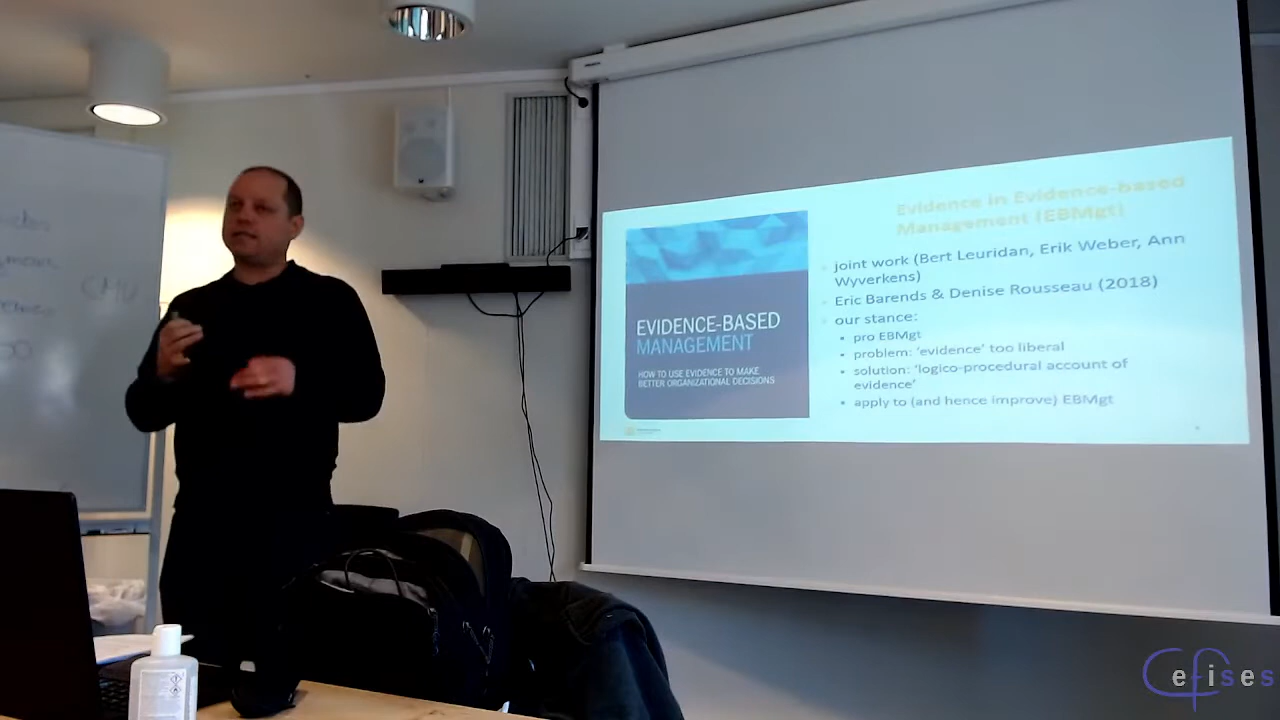 CMU
EVIDENCE-BASED
MANAGEMENT
HOW TO USE EVIDENCE TO MAKE
BETTER ORGANIZATIONAL DECISIONS
Evidence in Evidence-based
Management (EBMgt)
joint work (Bert Leuridan, Erik Weber, Ann
Wyverkens)
Eric Barends & Denise Rousseau (2018)
our stance:
• pro EBMgt
• problem: 'evidence' too liberal
• solution: 'logico-procedural account of
evidence'
• apply to (and hence improve) EBMgt
Cefises